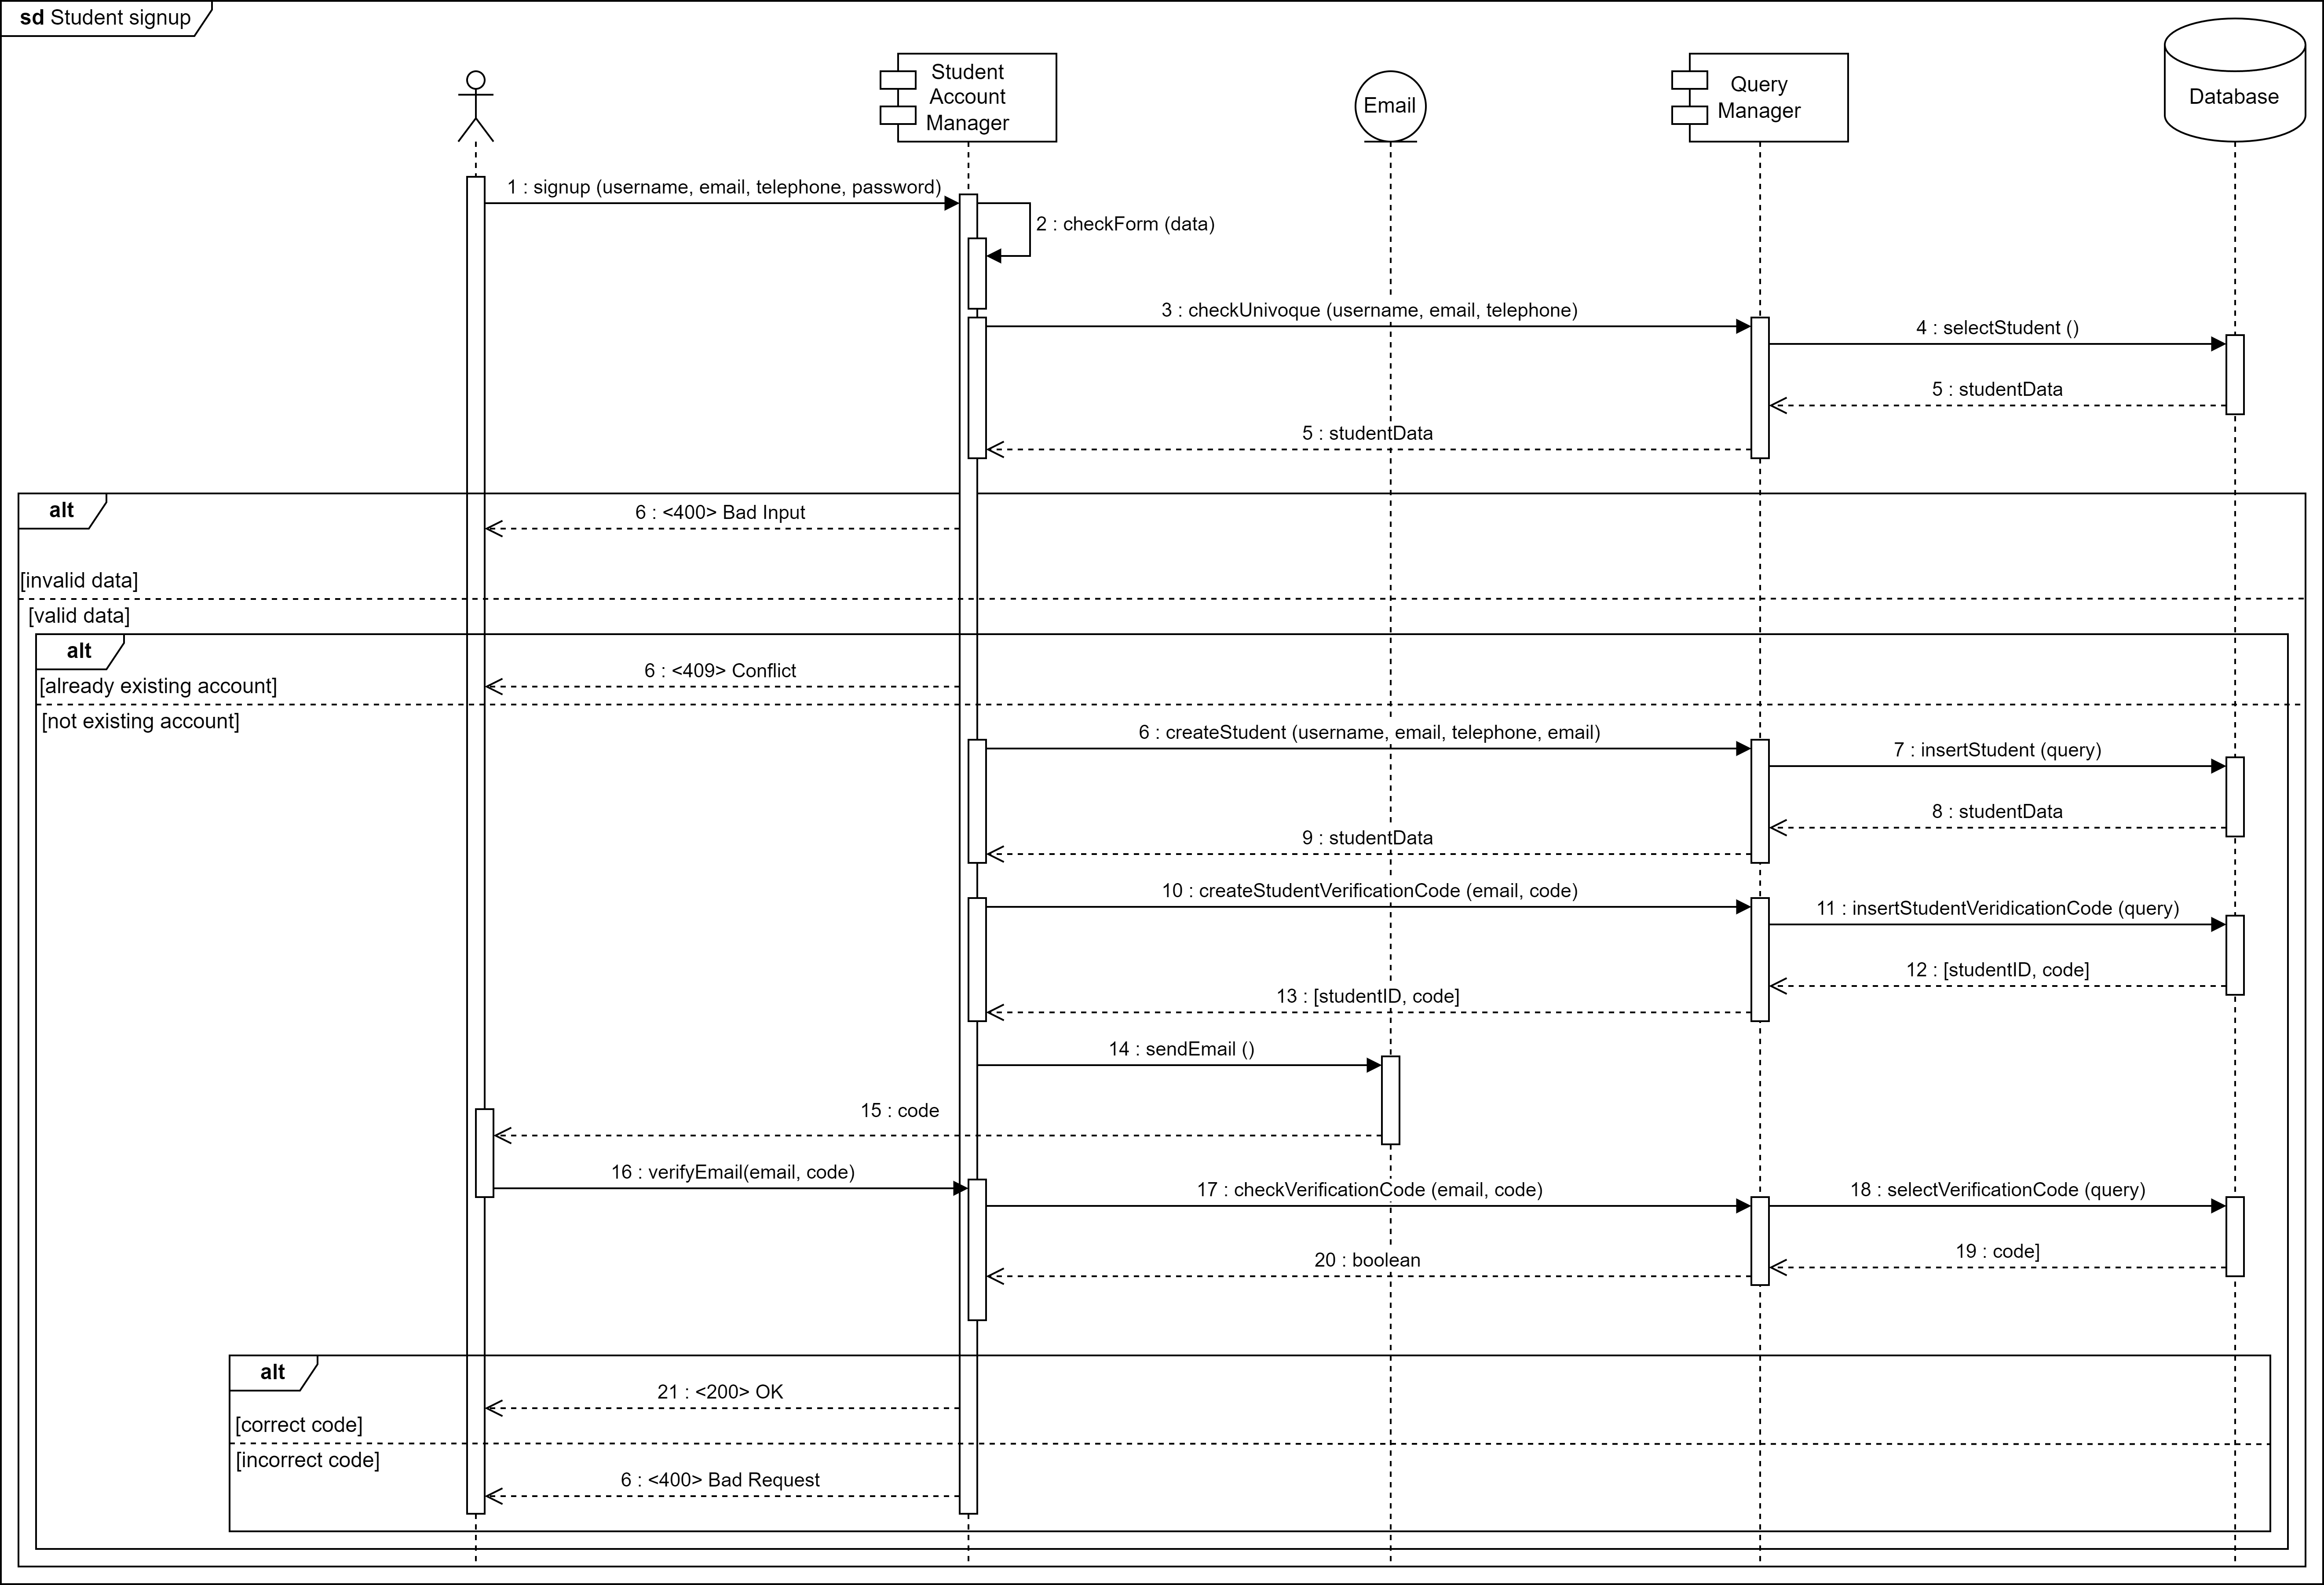 sd Student signup
Student
Account
Manager
Email
Query
Manager
Database
1 : signup (username, email, telephone, password)
2 : checkForm (data)
3 : checkUnivoque (username, email, telephone)
4 : selectStudent ()
5 : studentData
5 : studentData
alt
6 : <400> Bad Input
[invalid data]
[valid data]
alt
6 : <409> Conflict
[already existing account]
[not existing account]
6 : createStudent (username, email, telephone, email)
7 : insertStudent (query)
8 : studentData
9 : studentData
10 : createStudentVerificationCode (email, code)
11 : insertStudentVeridicationCode (query)
12 : [studentID, code]
13 : [studentID, code]
14 : sendEmail ()
15 : code
16 : verifyEmail(email, code)
17 : checkVerificationCode (email, code)
18 : selectVerificationCode (query)
19 : code]
20 : boolean
alt
21 : <200> OK
[correct code]
[incorrect code]
6 : <400> Bad Request